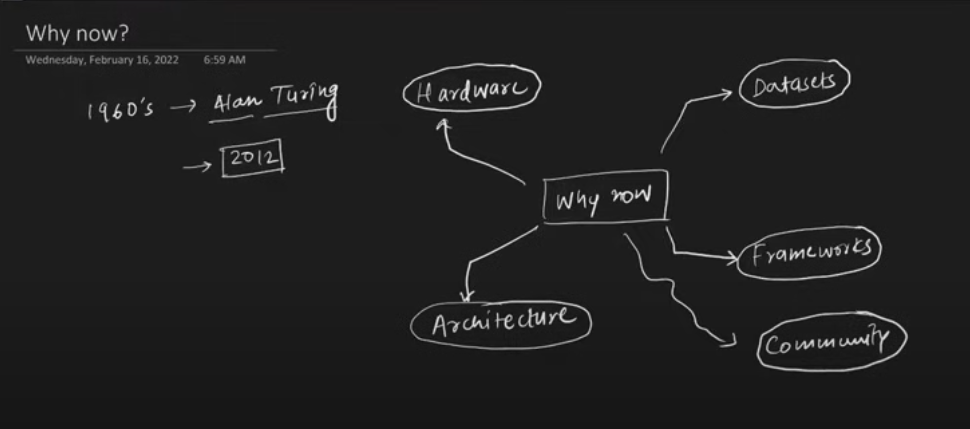 Why now?
Wednesday, February 16, 2022 6:59 AM
1960's → Alan Turing
→ 2012
Hardware
Datasets
Why now
Frameworks
Architecture
Community